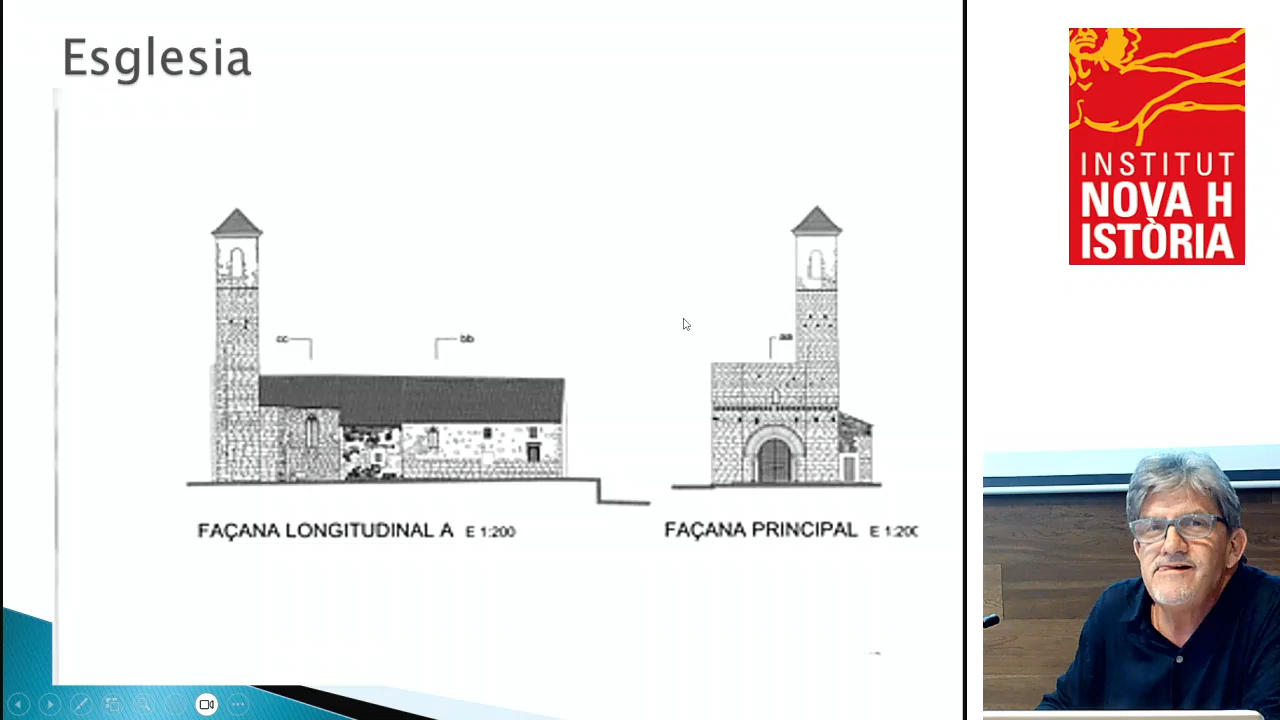 Esglesia
cc
bb
aa
FAÇANA LONGITUDINAL A E 1:200
FAÇANA PRINCIPAL E 1:200
INSTITUT
NOVA H
ISTÒRIA